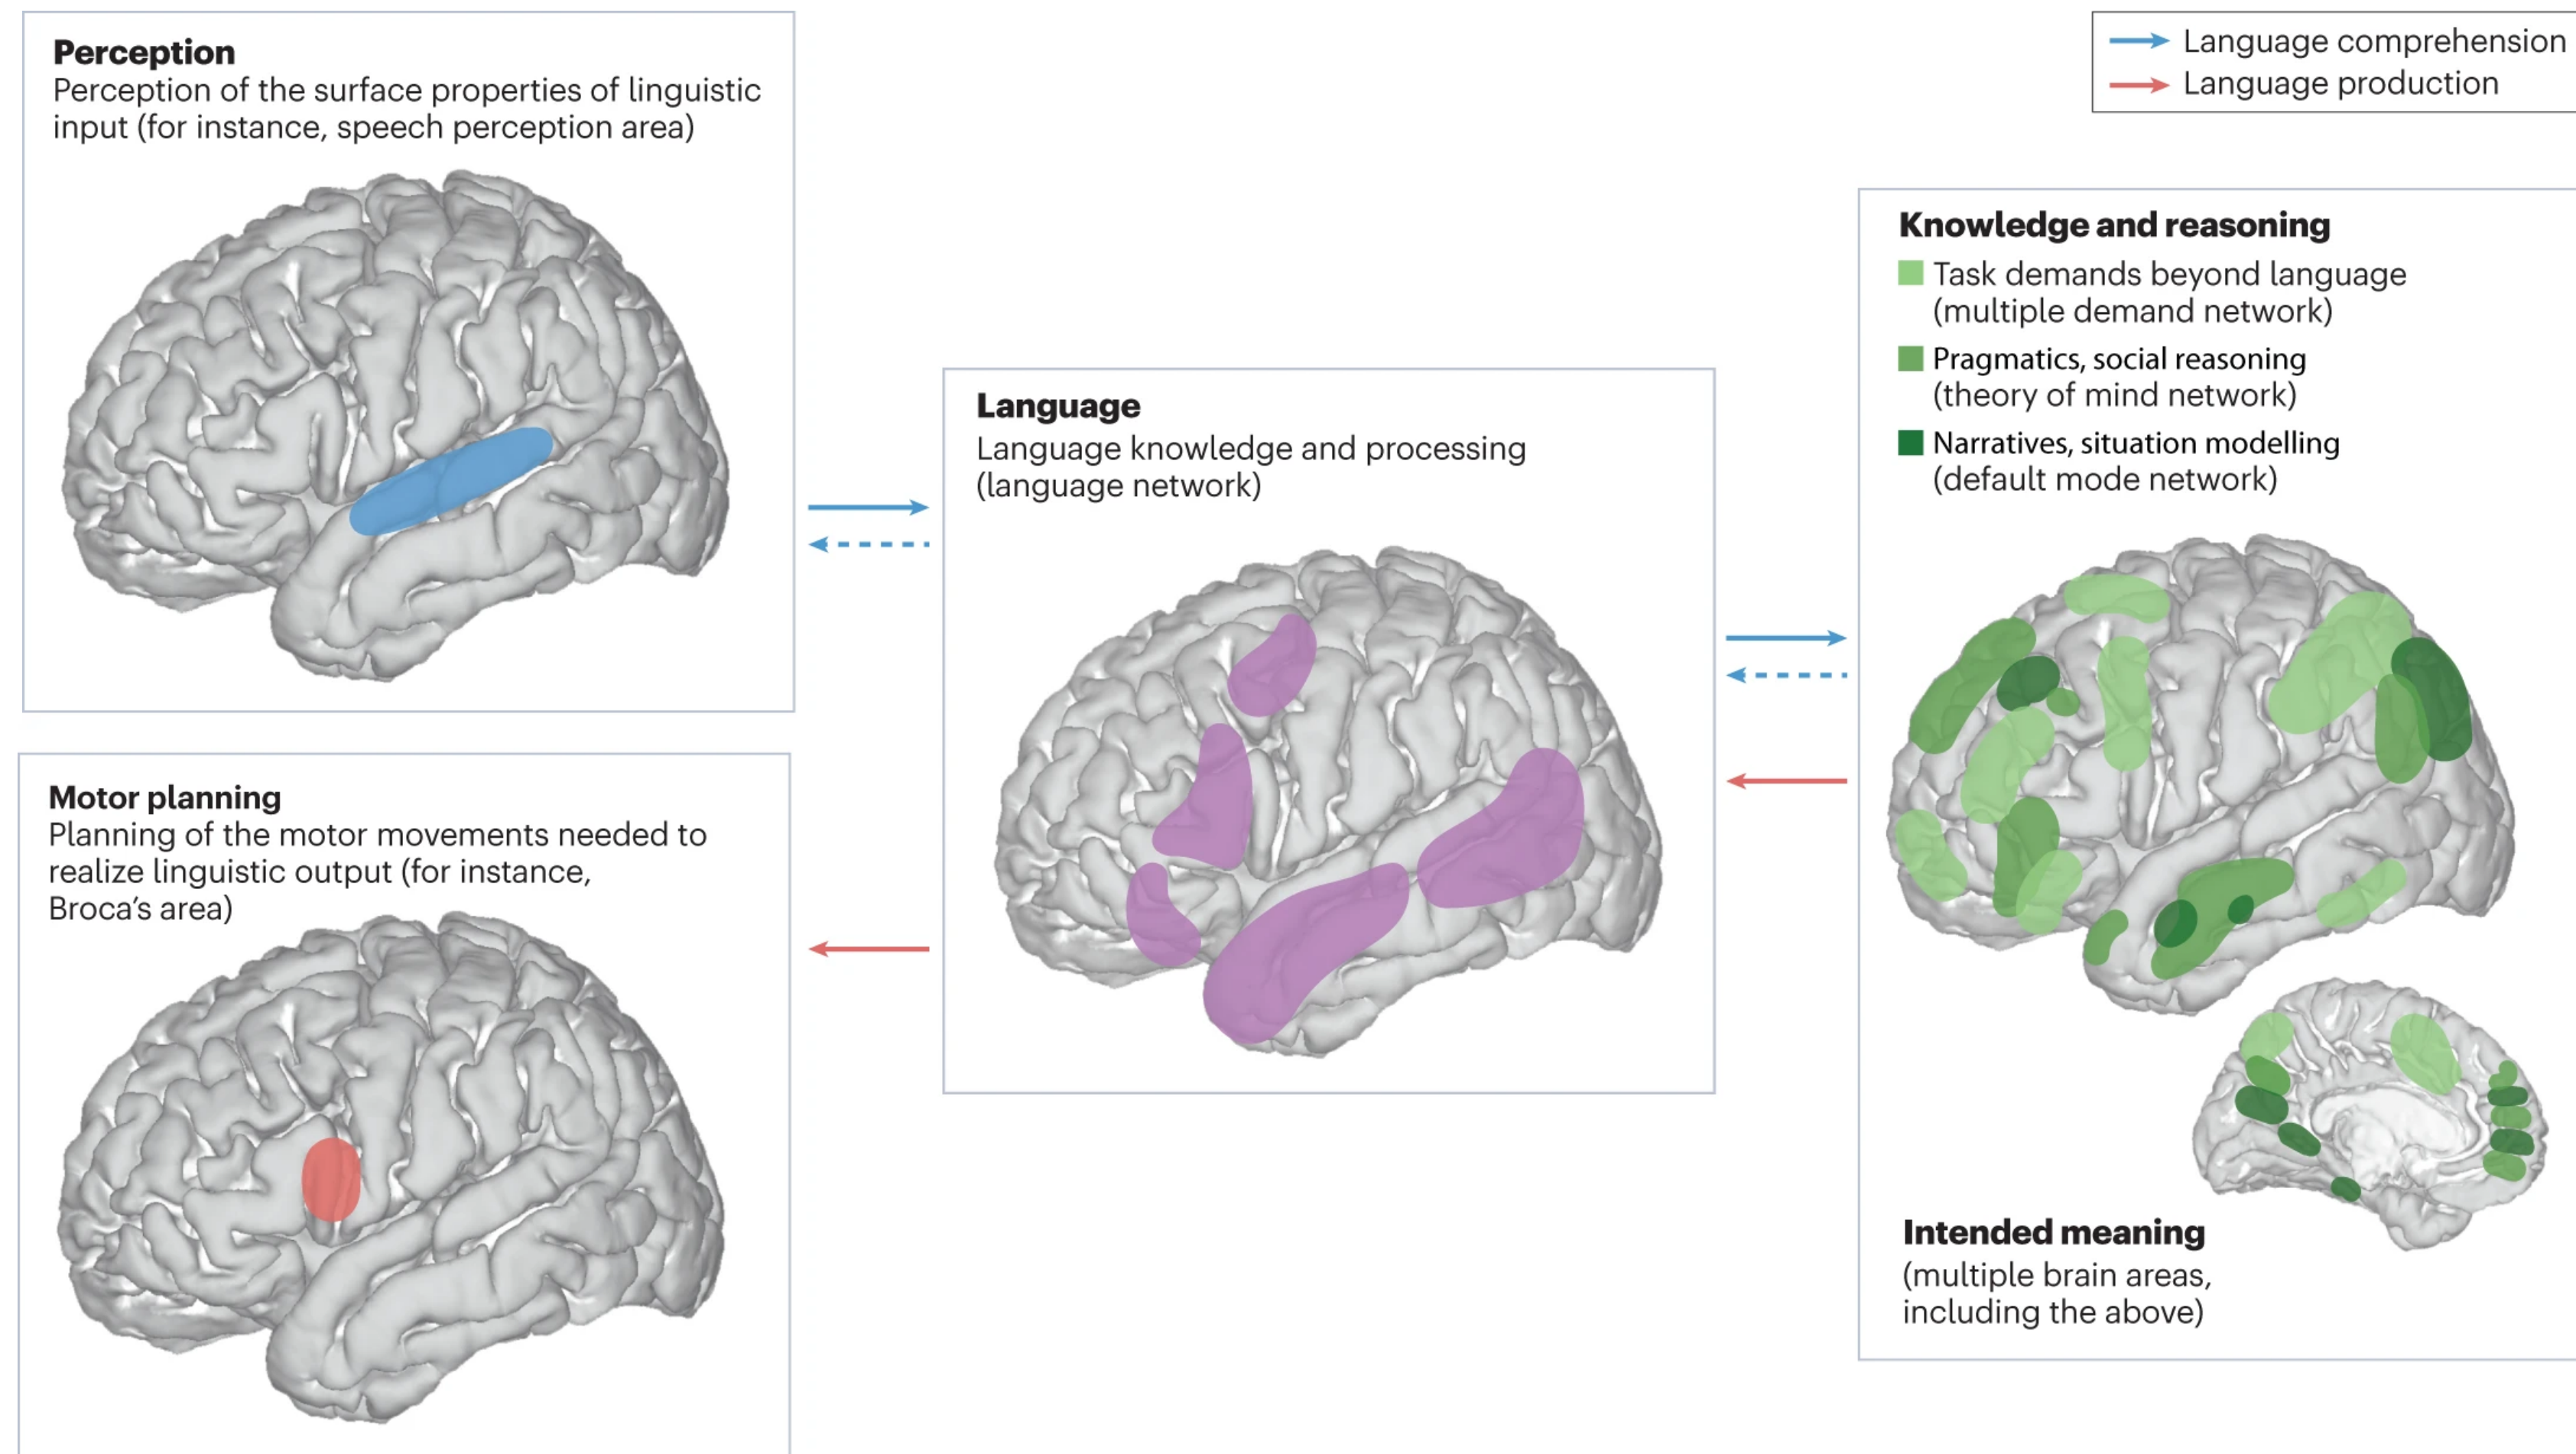 Perception
Perception of the surface properties of linguistic
input (for instance, speech perception area)
Language comprehension
Language production
Knowledge and reasoning
Task demands beyond language
(multiple demand network)
Pragmatics, social reasoning
(theory of mind network)
Narratives, situation modelling
(default mode network)
Language
Language knowledge and processing
(language network)
Motor planning
Planning of the motor movements needed to
realize linguistic output (for instance,
Broca’s area)
Intended meaning
(multiple brain areas,
including the above)